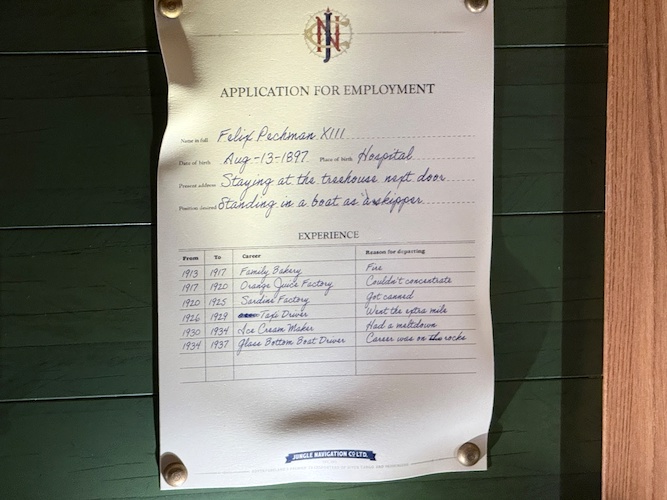 JN
APPLICATION FOR EMPLOYMENT
Name in full Felix Pechman XIII
Date of birth Aug-13-1897 Place of birth Hospital
Present address Staying at the treehouse next door
Position desired Standing in a boat as a skipper
EXPERIENCE
From To Career Reason for departing
1913 1917 Family Bakery Fire
1917 1920 Orange Juice Factory Couldn't concentrate
1920 1925 Sardine Factory Got canned
1926 1929 Taxi Driver Went the extra mile
1930 1934 Ice Cream Maker Had a meltdown
1934 1937 Glass Bottom Boat Driver Career was on the rocks
JUNGLE NAVIGATION CO LTD.